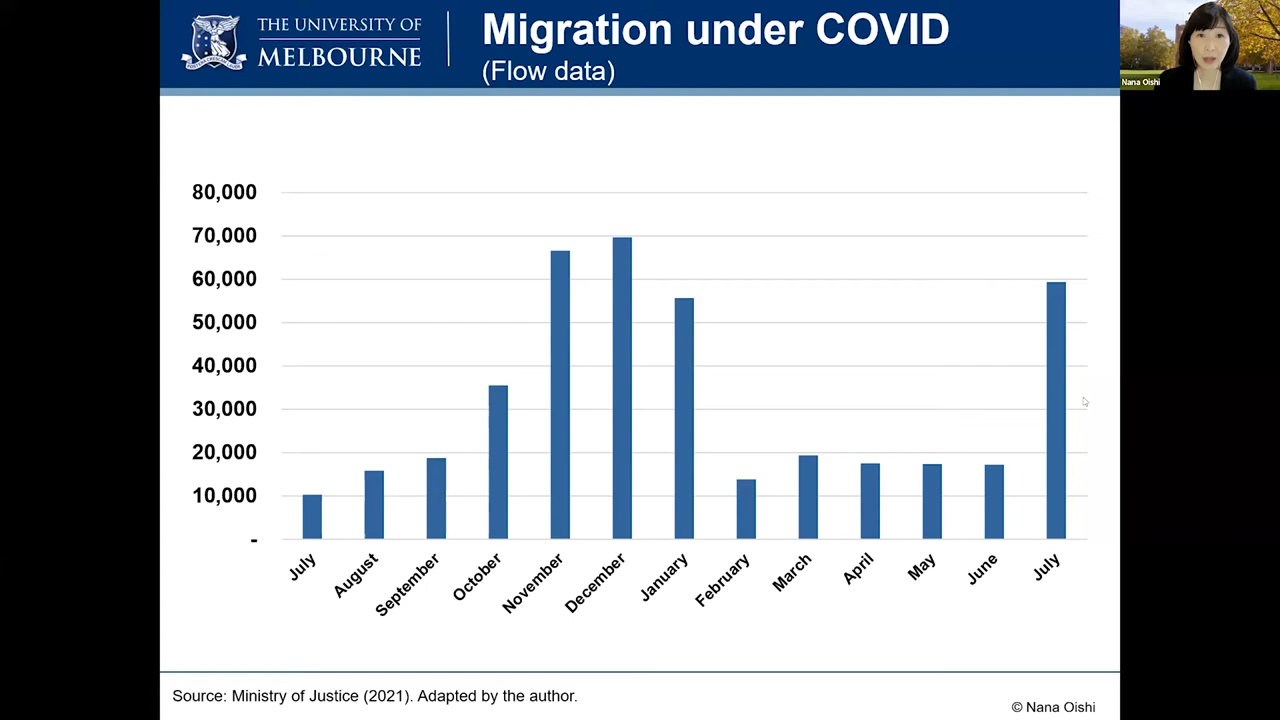 THE UNIVERSITY OF
MELBOURNE
Migration under COVID
(Flow data)
Nana Oishi
80,000
70,000
60,000
50,000
40,000
30,000
20,000
10,000
-
July
August
September
October
November
December
January
February
March
April
May
June
July
Source: Ministry of Justice (2021). Adapted by the author.
© Nana Oishi